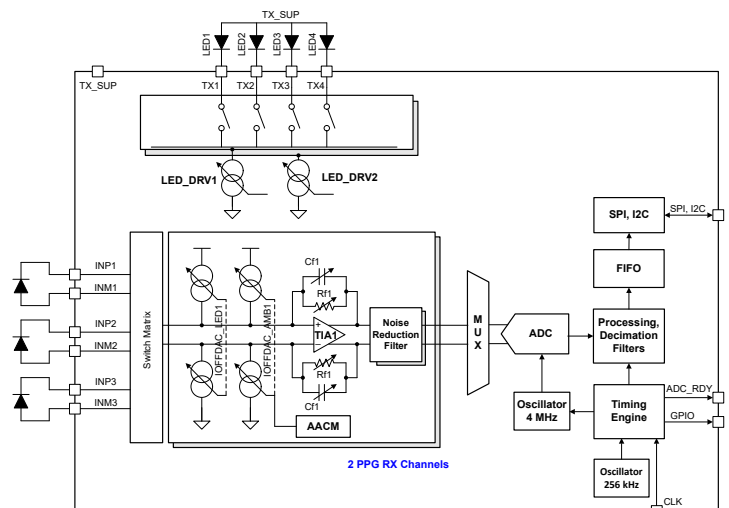 TX_SUP
LED1
LED2
LED3
LED4
TX_SUP
TX1
TX2
TX3
TX4
LED_DRV1
LED_DRV2
SPI, I2C
SPI, I2C
FIFO
INP1
INM1
INP2
INM2
INP3
INM3
Switch Matrix
IOFFDAC_LED1
IOFFDAC_AMB1
Cf1
Rf1
+
TIA1
−
Rf1
Cf1
AACM
Noise
Reduction
Filter
M
U
X
ADC
Processing,
Decimation
Filters
Oscillator
4 MHz
Timing
Engine
ADC_RDY
GPIO
Oscillator
256 kHz
CLK
2 PPG RX Channels